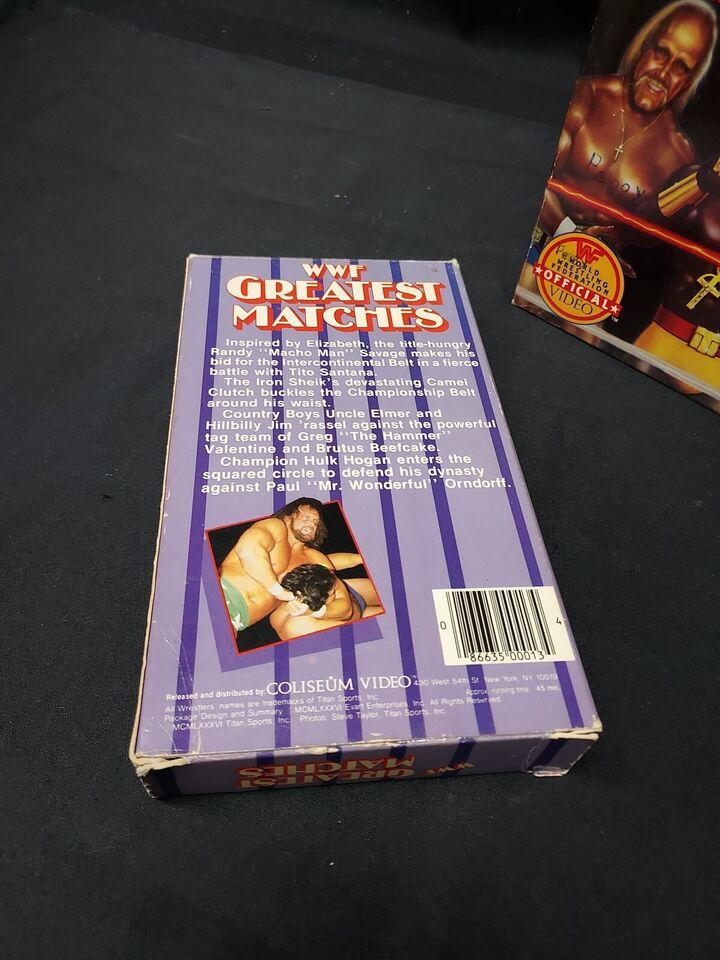 WWF
GREATEST
MATCHES
Inspired by Elizabeth, the title-hungry
Randy "Macho Man" Savage makes his
bid for the Intercontinental Belt in a fierce
battle with Tito Santana.
The Iron Sheik's devastating Camel
Clutch buckles the Championship Belt
around his waist.
Country Boys Uncle Elmer and
Hillbilly Jim 'rassel against the powerful
tag team of Greg "The Hammer"
Valentine and Brutus Beefcake.
Champion Hulk Hogan enters the
squared circle to defend his dynasty
against Paul "Mr. Wonderful" Orndorff.
0 86635 00013 4
Released and distributed by: COLISEUM VIDEO™ 430 West 54th St. New York, NY 10019
Approx. running time 45 min.
All Wrestlers names are trademarks of Titan Sports, Inc.
Package Design and Summary MCMLXXXVI Evart Enterprises, Inc. All Rights Reserved
MCMLXXXVI Titan Sports, Inc. Photos: Steve Taylor, Titan Sports, Inc.
WWF GREATEST
MATCHES
WF
WORLD
WRESTLING
FEDERATION
★OFFICIAL★
VIDEO
™